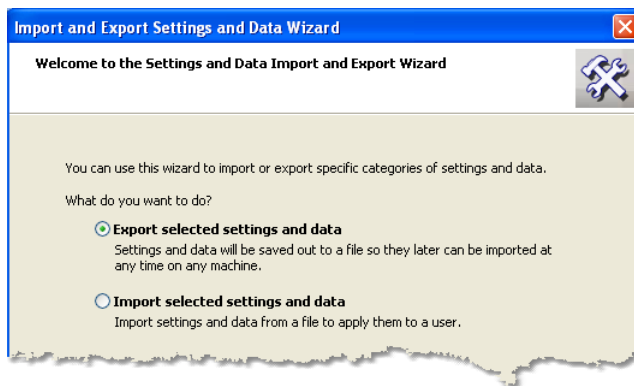 Import and Export Settings and Data Wizard
Welcome to the Settings and Data Import and Export Wizard
You can use this wizard to import or export specific categories of settings and data.
What do you want to do?
Export selected settings and data
Settings and data will be saved out to a file so they later can be imported at
any time on any machine.
Import selected settings and data
Import settings and data from a file to apply them to a user.